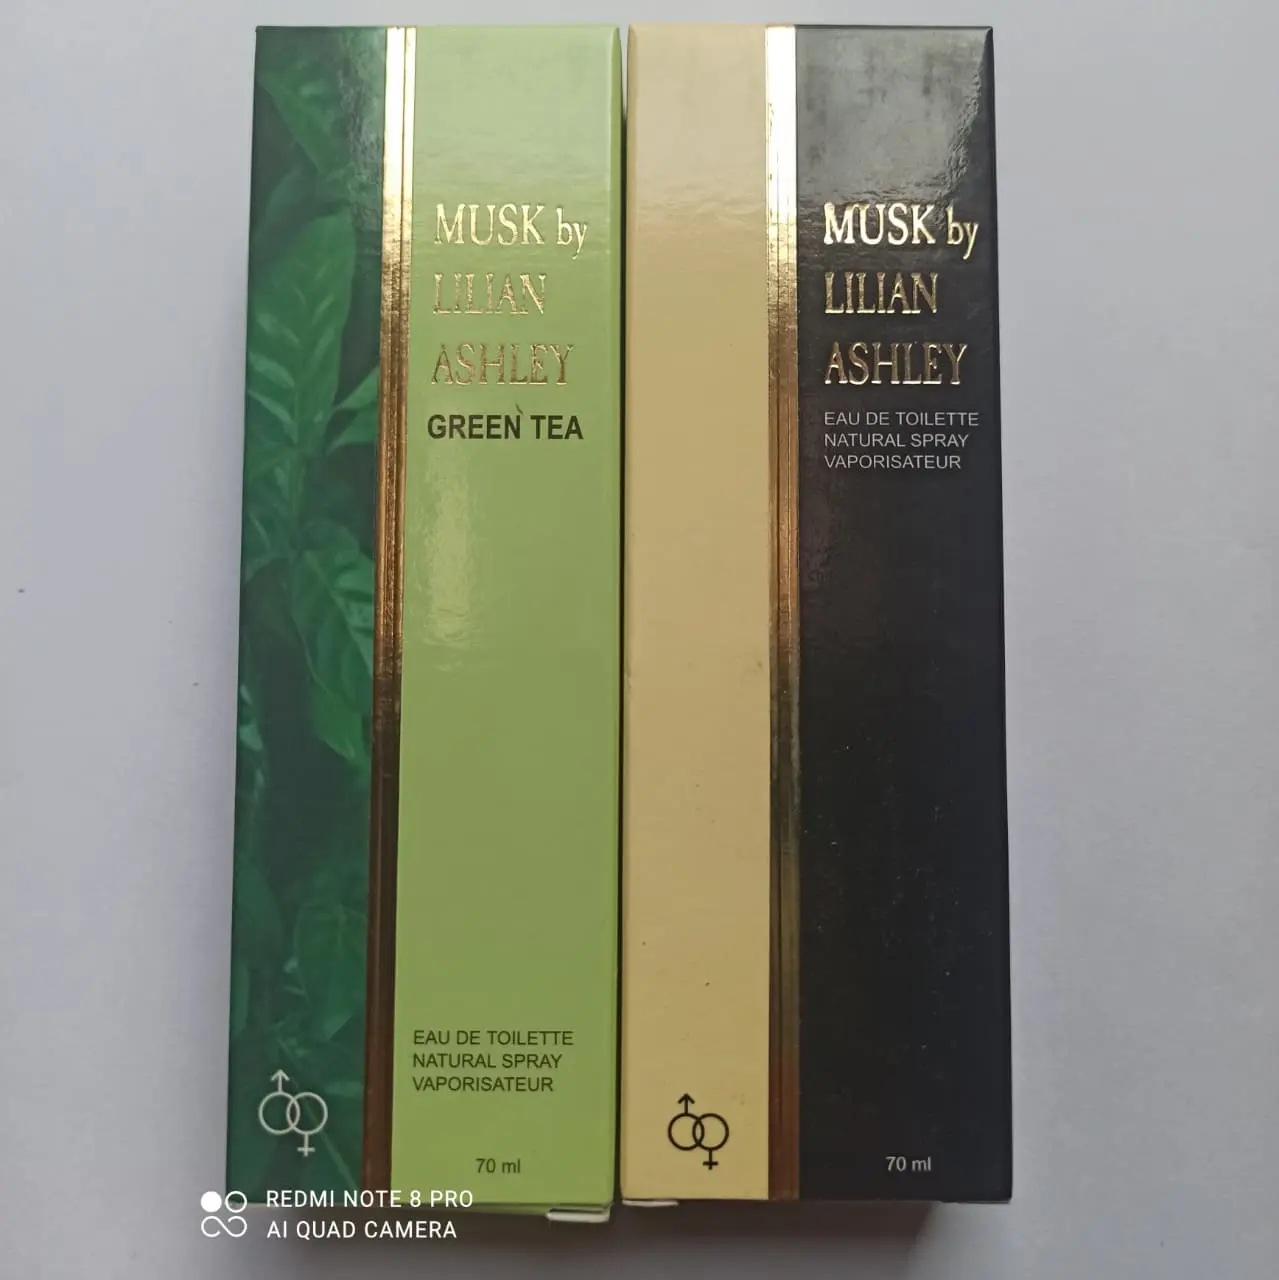 MUSK by
LILIAN
ASHLEY
GREEN TEA
EAU DE TOILETTE
NATURAL SPRAY
VAPORISATEUR
70 ml
MUSK by
LILIAN
ASHLEY
EAU DE TOILETTE
NATURAL SPRAY
VAPORISATEUR
70 ml
REDMI NOTE 8 PRO
AI QUAD CAMERA